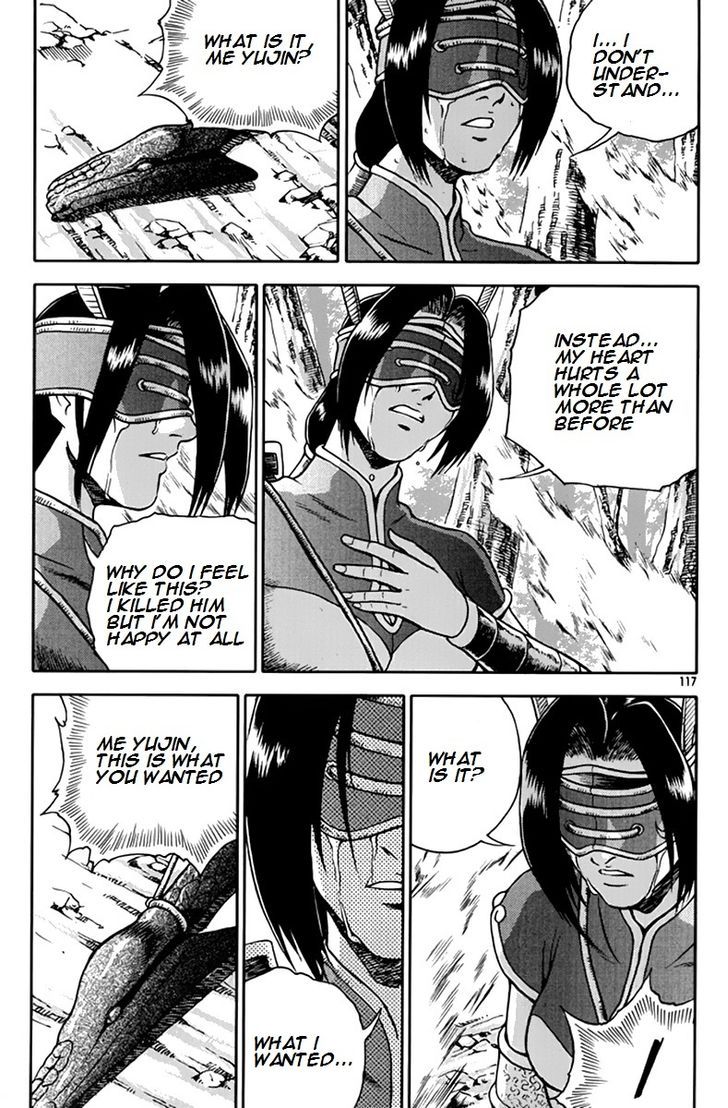 WHAT IS IT,
ME YUJIN?
I... I
DON'T
UNDER-
STAND...
WHY DO I FEEL
LIKE THIS?
I KILLED HIM
BUT I'M NOT
HAPPY AT ALL
INSTEAD...
MY HEART
HURTS A
WHOLE LOT
MORE THAN
BEFORE
117
ME YUJIN,
THIS IS WHAT
YOU WANTED
WHAT I
WANTED...
WHAT
IS IT?